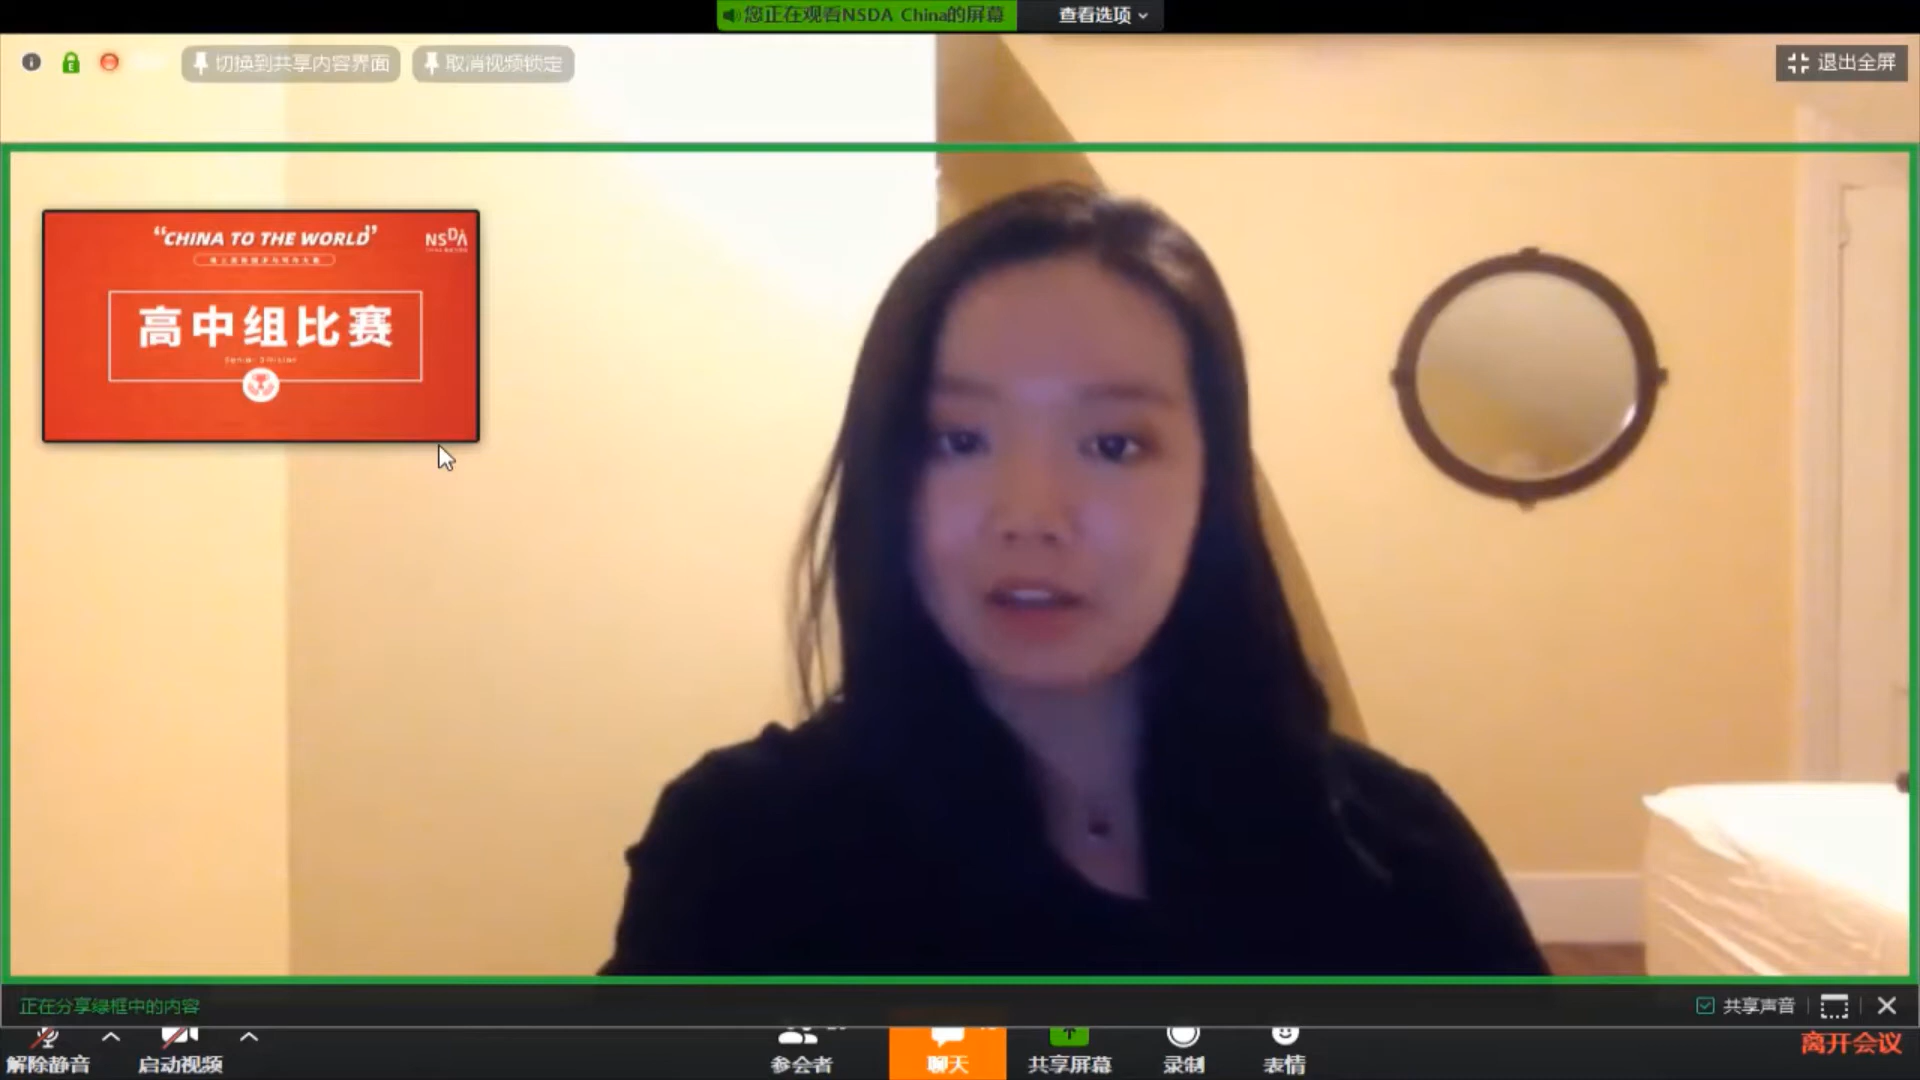 您正在观看NSDA China的屏幕
查看选项
切换到共享内容界面
取消视频锁定
退出全屏
“CHINA TO THE WORLD”
NSDA
高中组比赛
Senior Division
正在分享绿框中的内容
共享声音
解除静音
启动视频
参会者
聊天
共享屏幕
录制
表情
离开会议